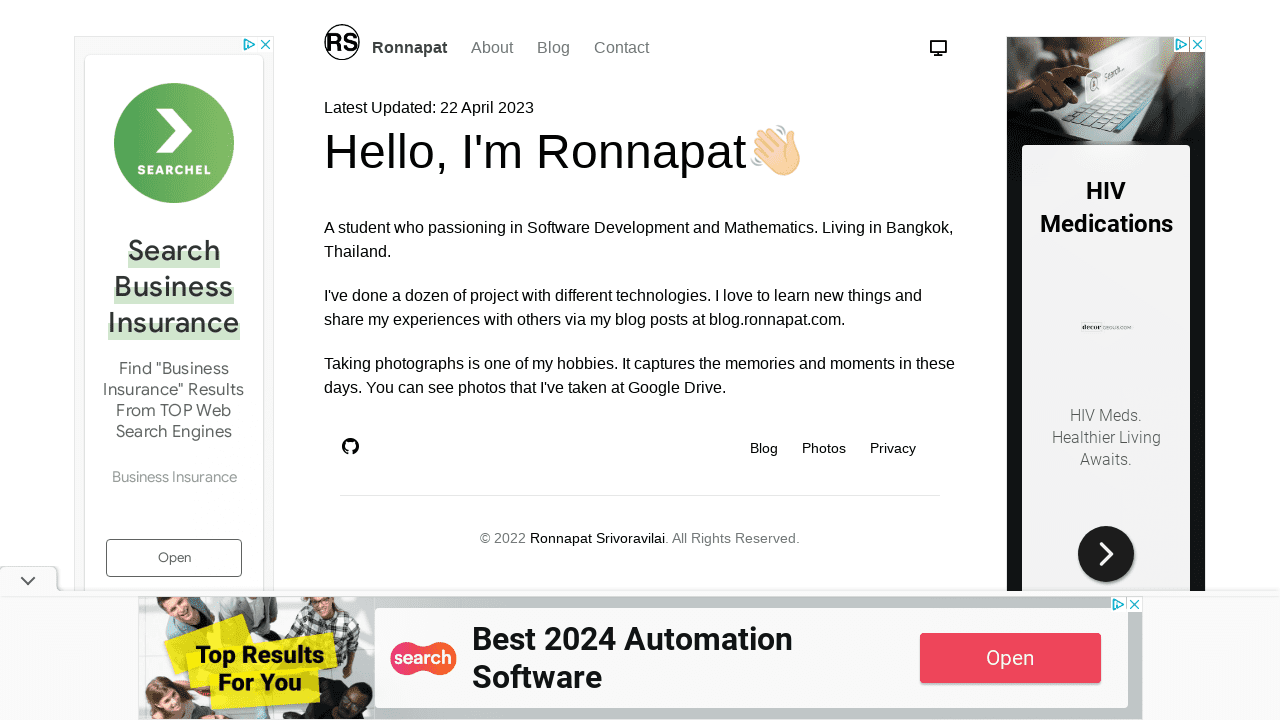 RS
Ronnapat
About
Blog
Contact
Latest Updated: 22 April 2023
Hello, I'm Ronnapat👋🏻
A student who passioning in Software Development and Mathematics. Living in Bangkok,
Thailand.
I've done a dozen of project with different technologies. I love to learn new things and
share my experiences with others via my blog posts at blog.ronnapat.com.
Taking photographs is one of my hobbies. It captures the memories and moments in these
days. You can see photos that I've taken at Google Drive.
Blog
Photos
Privacy
© 2022 Ronnapat Srivoravilai. All Rights Reserved.
SEARCHEL
Search
Business
Insurance
Find "Business
Insurance" Results
From TOP Web
Search Engines
Business Insurance
Open
Search
HIV
Medications
HIV Meds.
Healthier Living
Awaits.
Top Results
For You
search
Best 2024 Automation
Software
Open